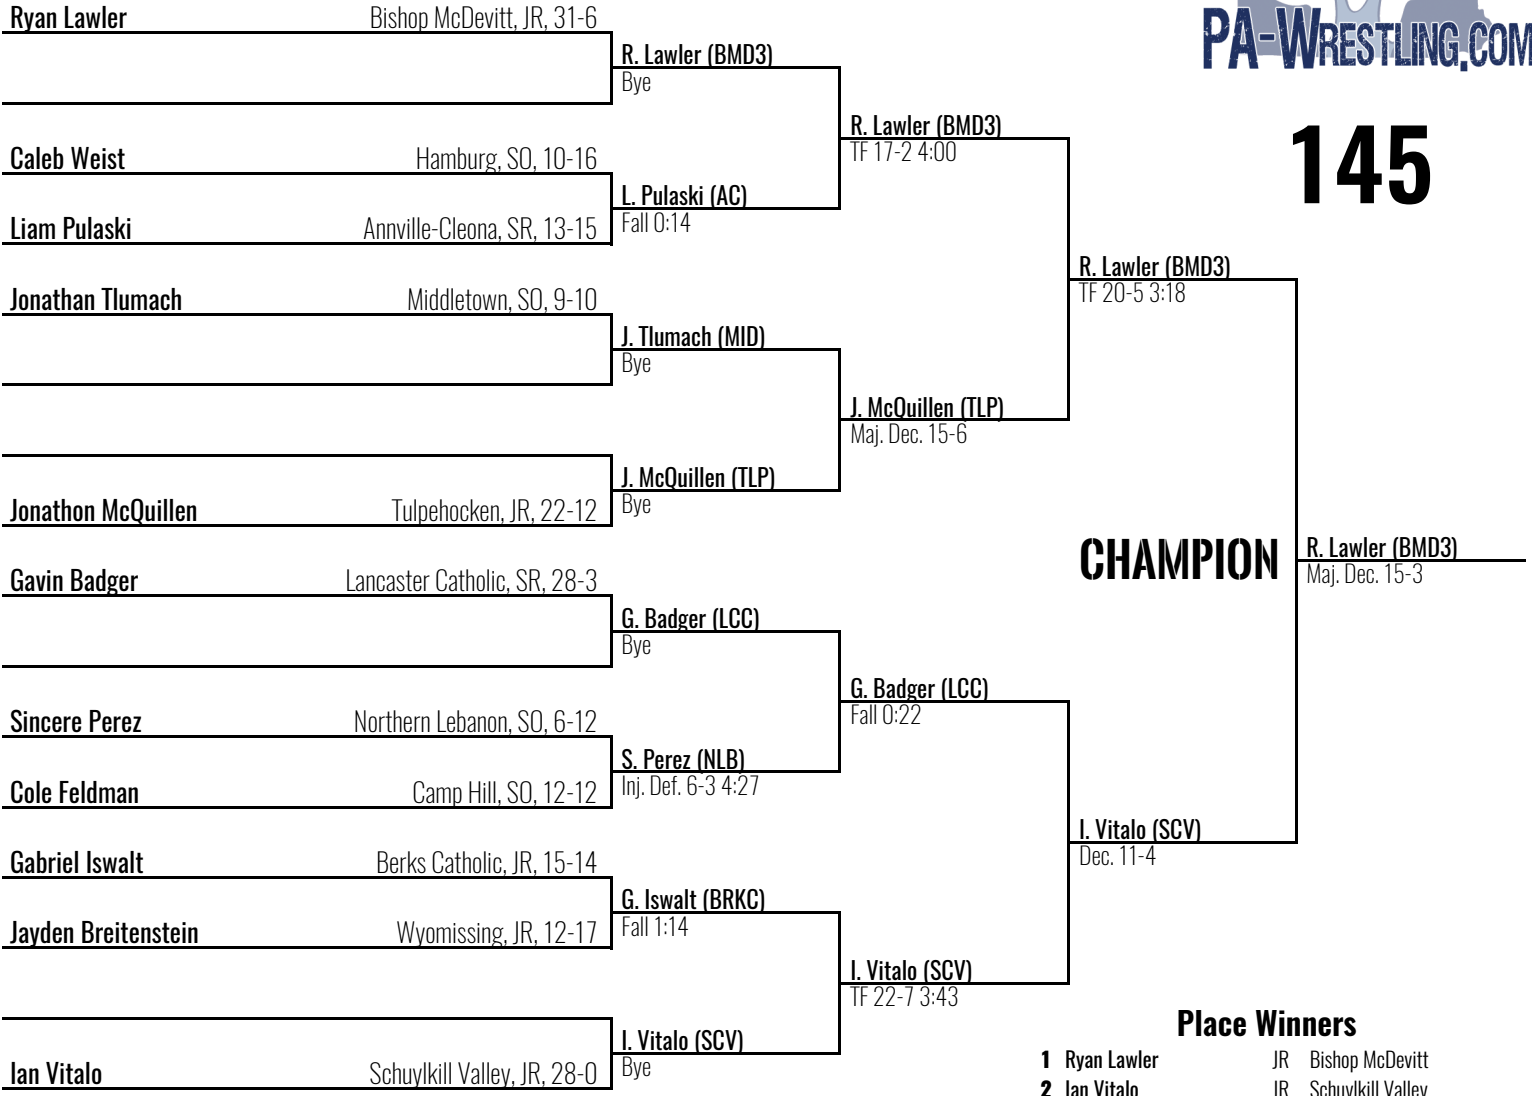 Ryan Lawler Bishop McDevitt, JR, 31-6
R. Lawler (BMD3)
Bye
Caleb Weist Hamburg, SO, 10-16
L. Pulaski (AC)
Fall 0:14
Liam Pulaski Annville-Cleona, SR, 13-15
R. Lawler (BMD3)
TF 17-2 4:00
Jonathan Tlumach Middletown, SO, 9-10
J. Tlumach (MID)
Bye
J. McQuillen (TLP)
Bye
Jonathon McQuillen Tulpehocken, JR, 22-12
J. McQuillen (TLP)
Maj. Dec. 15-6
R. Lawler (BMD3)
TF 20-5 3:18
Gavin Badger Lancaster Catholic, SR, 28-3
G. Badger (LCC)
Bye
Sincere Perez Northern Lebanon, SO, 6-12
S. Perez (NLB)
Inj. Def. 6-3 4:27
Cole Feldman Camp Hill, SO, 12-12
G. Badger (LCC)
Fall 0:22
Gabriel Iswalt Berks Catholic, JR, 15-14
G. Iswalt (BRKC)
Fall 1:14
Jayden Breitenstein Wyomissing, JR, 12-17
I. Vitalo (SCV)
Bye
Ian Vitalo Schuylkill Valley, JR, 28-0
I. Vitalo (SCV)
TF 22-7 3:43
I. Vitalo (SCV)
Dec. 11-4
PA-WRESTLING.COM
145
CHAMPION
R. Lawler (BMD3)
Maj. Dec. 15-3
Place Winners
1 Ryan Lawler JR Bishop McDevitt
2 Ian Vitalo JR Schuylkill Valley